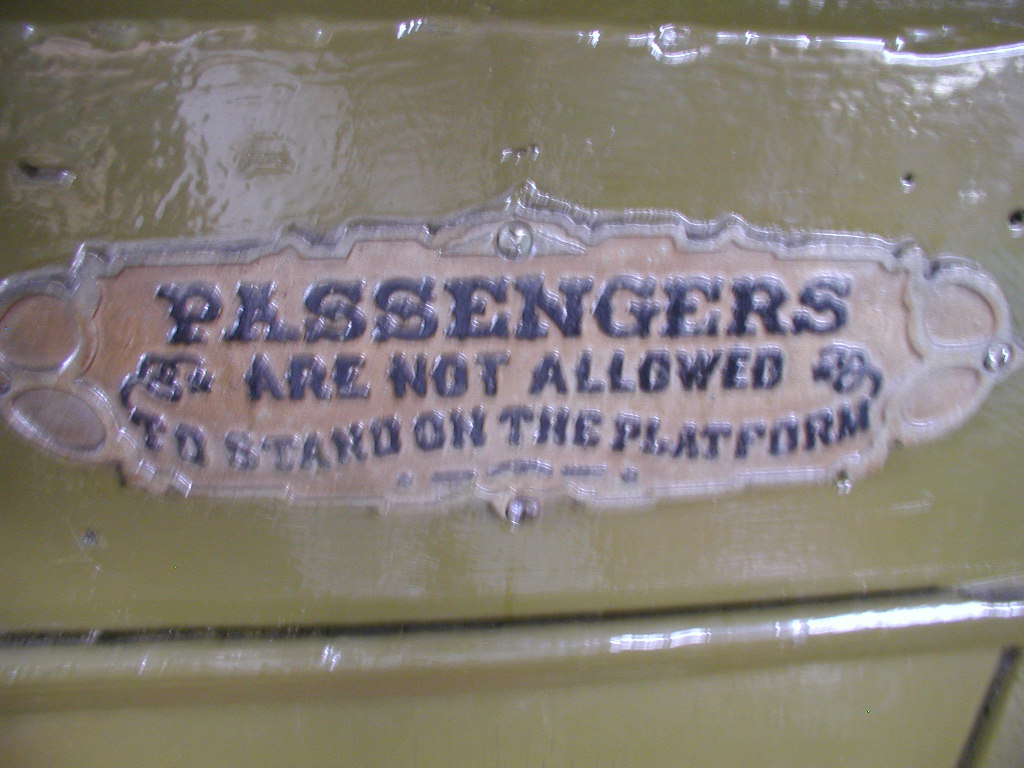 PASSENGERS
ARE NOT ALLOWED
TO STAND ON THE PLATFORM